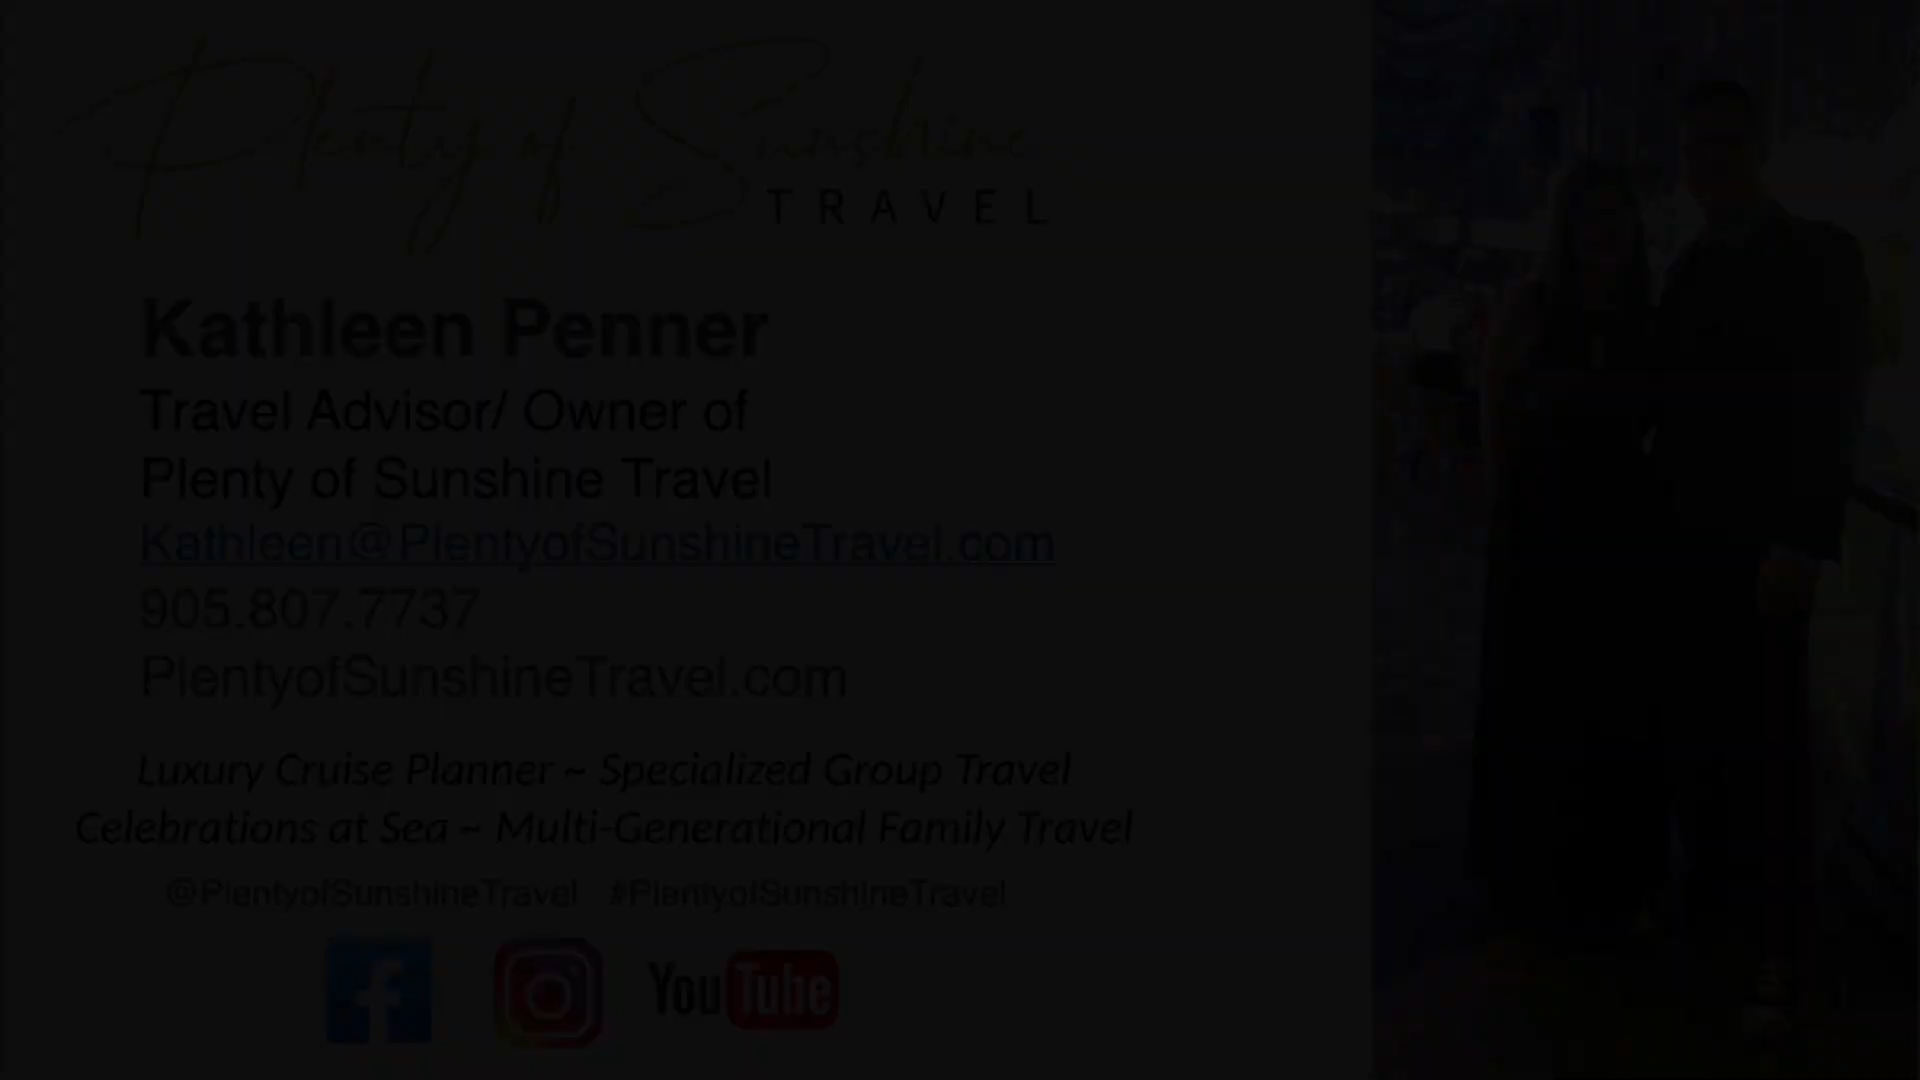 Plenty of Sunshine
TRAVEL
Kathleen Penner
Travel Advisor/ Owner of
Plenty of Sunshine Travel
Kathleen@PlentyofSunshineTravel.com
905.807.7737
PlentyofSunshineTravel.com
Luxury Cruise Planner ~ Specialized Group Travel
Celebrations at Sea ~ Multi-Generational Family Travel
@PlentyofSunshineTravel #PlentyofSunshineTravel
YouTube